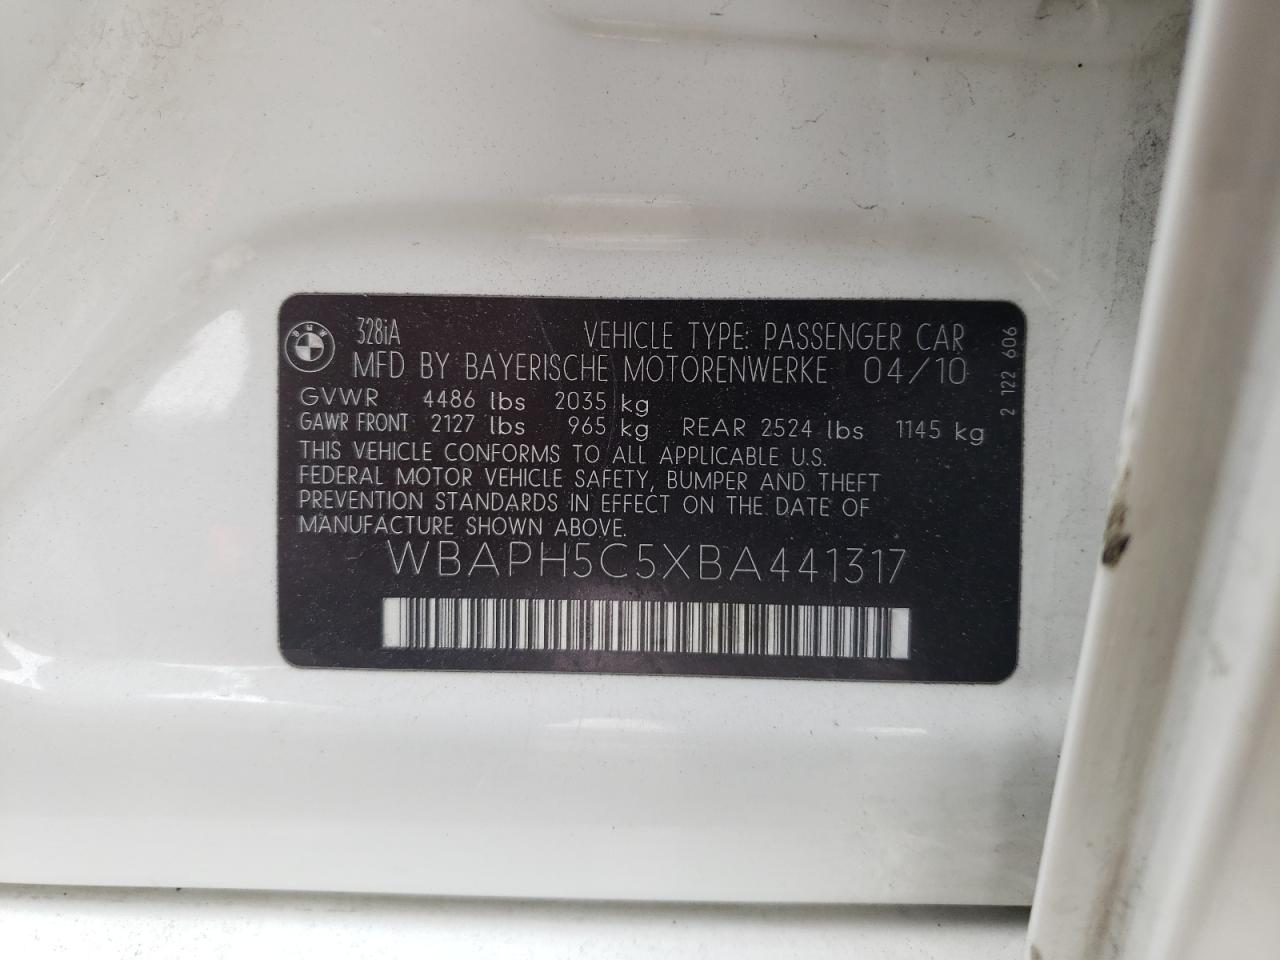 BMW
328iA VEHICLE TYPE: PASSENGER CAR
MFD BY BAYERISCHE MOTORENWERKE 04/10
GVWR 4486 lbs 2035 kg
GAWR FRONT 2127 lbs 965 kg REAR 2524 lbs 1145 kg
THIS VEHICLE CONFORMS TO ALL APPLICABLE U.S.
FEDERAL MOTOR VEHICLE SAFETY, BUMPER AND THEFT
PREVENTION STANDARDS IN EFFECT ON THE DATE OF
MANUFACTURE SHOWN ABOVE.
WBAPH5C5XBA441317
2 122 606